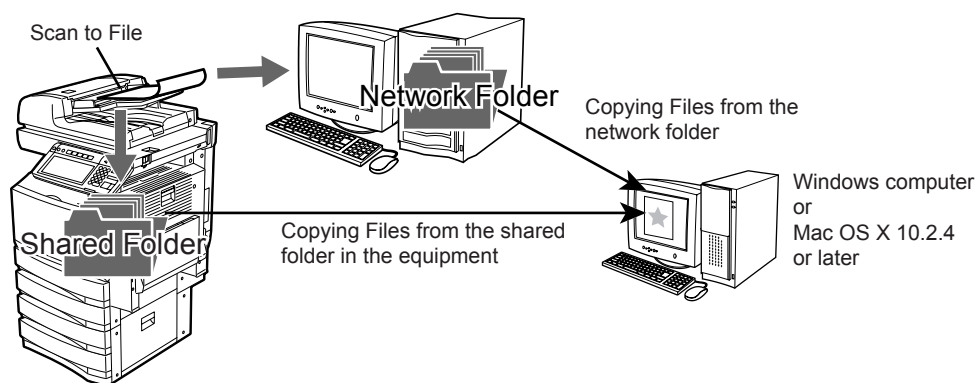 Scan to File
Network Folder
Copying Files from the
network folder
Windows computer
or
Mac OS X 10.2.4
or later
Shared Folder
Copying Files from the shared
folder in the equipment